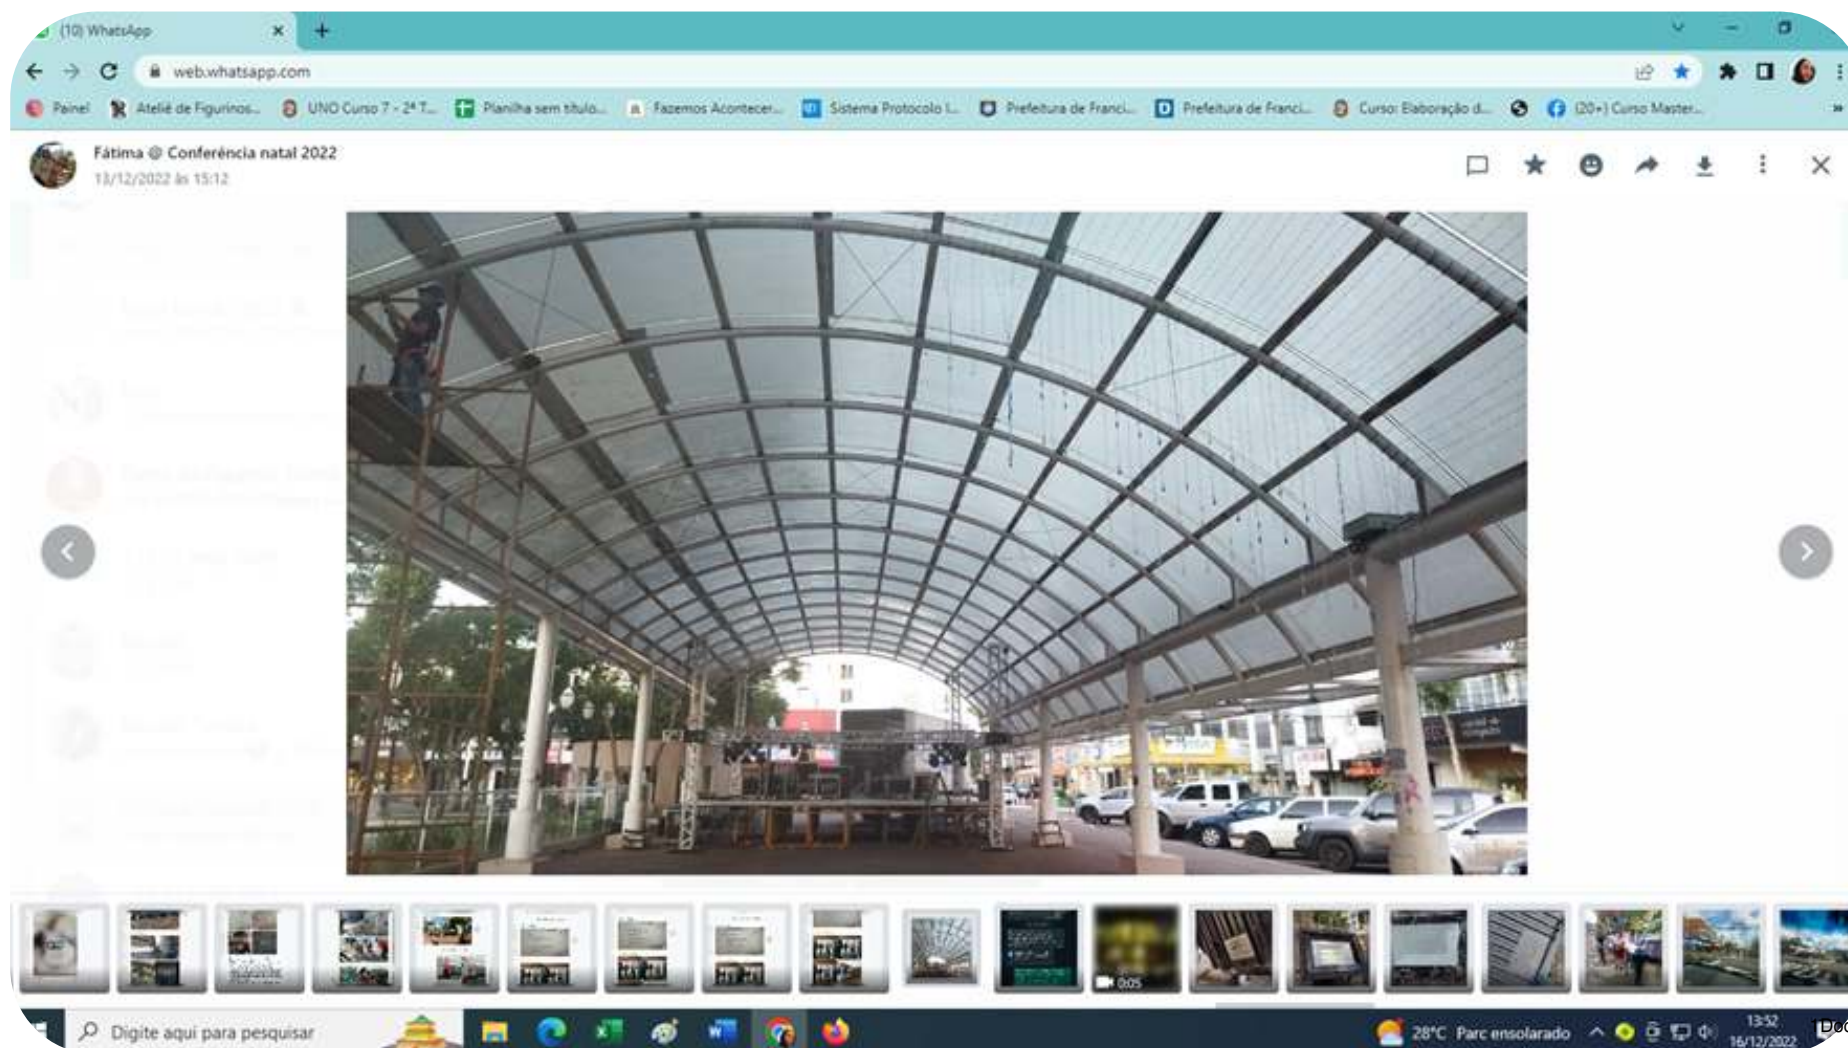 (10) WhatsApp
web.whatsapp.com
Painel
Ateliê de Figurinos...
UNO Curso 7 - 2ª T...
Planilha sem título...
Fazemos Acontecer...
Sistema Protocolo I...
Prefeitura de Franci...
Prefeitura de Franci...
Curso: Elaboração d...
(20+) Curso Master...
Fátima @ Conferência natal 2022
13/12/2022 às 15:12
0:05
Digite aqui para pesquisar
28°C Parc ensolarado
13:52
16/12/2022